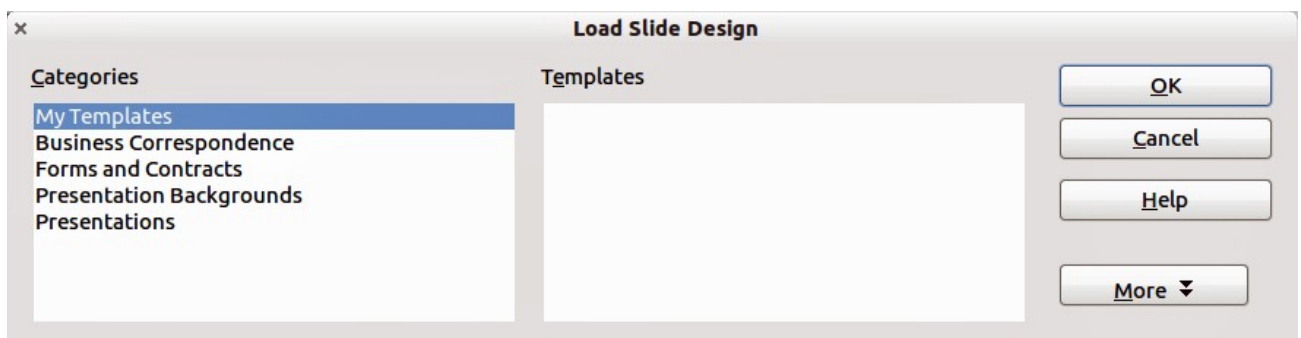 Load Slide Design
Categories
My Templates
Business Correspondence
Forms and Contracts
Presentation Backgrounds
Presentations
Templates
OK
Cancel
Help
More